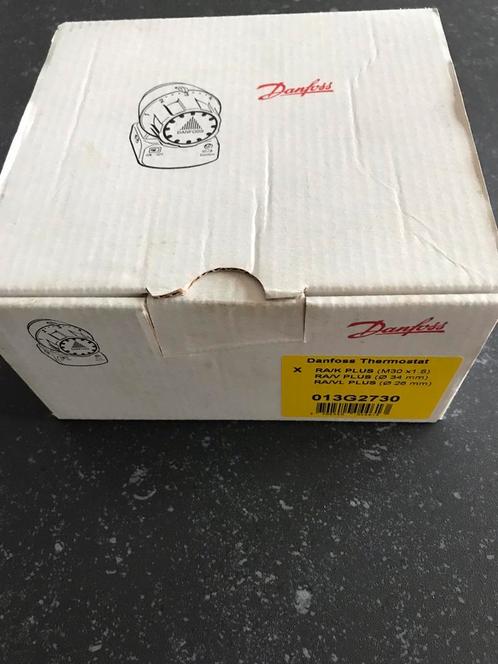 Danfoss
DANFOSS
Danfoss
Danfoss Thermostat
X RA/K PLUS (M30 x1.5)
RA/V PLUS (Ø 34 mm)
RA/VL PLUS (Ø 26 mm)
013G2730